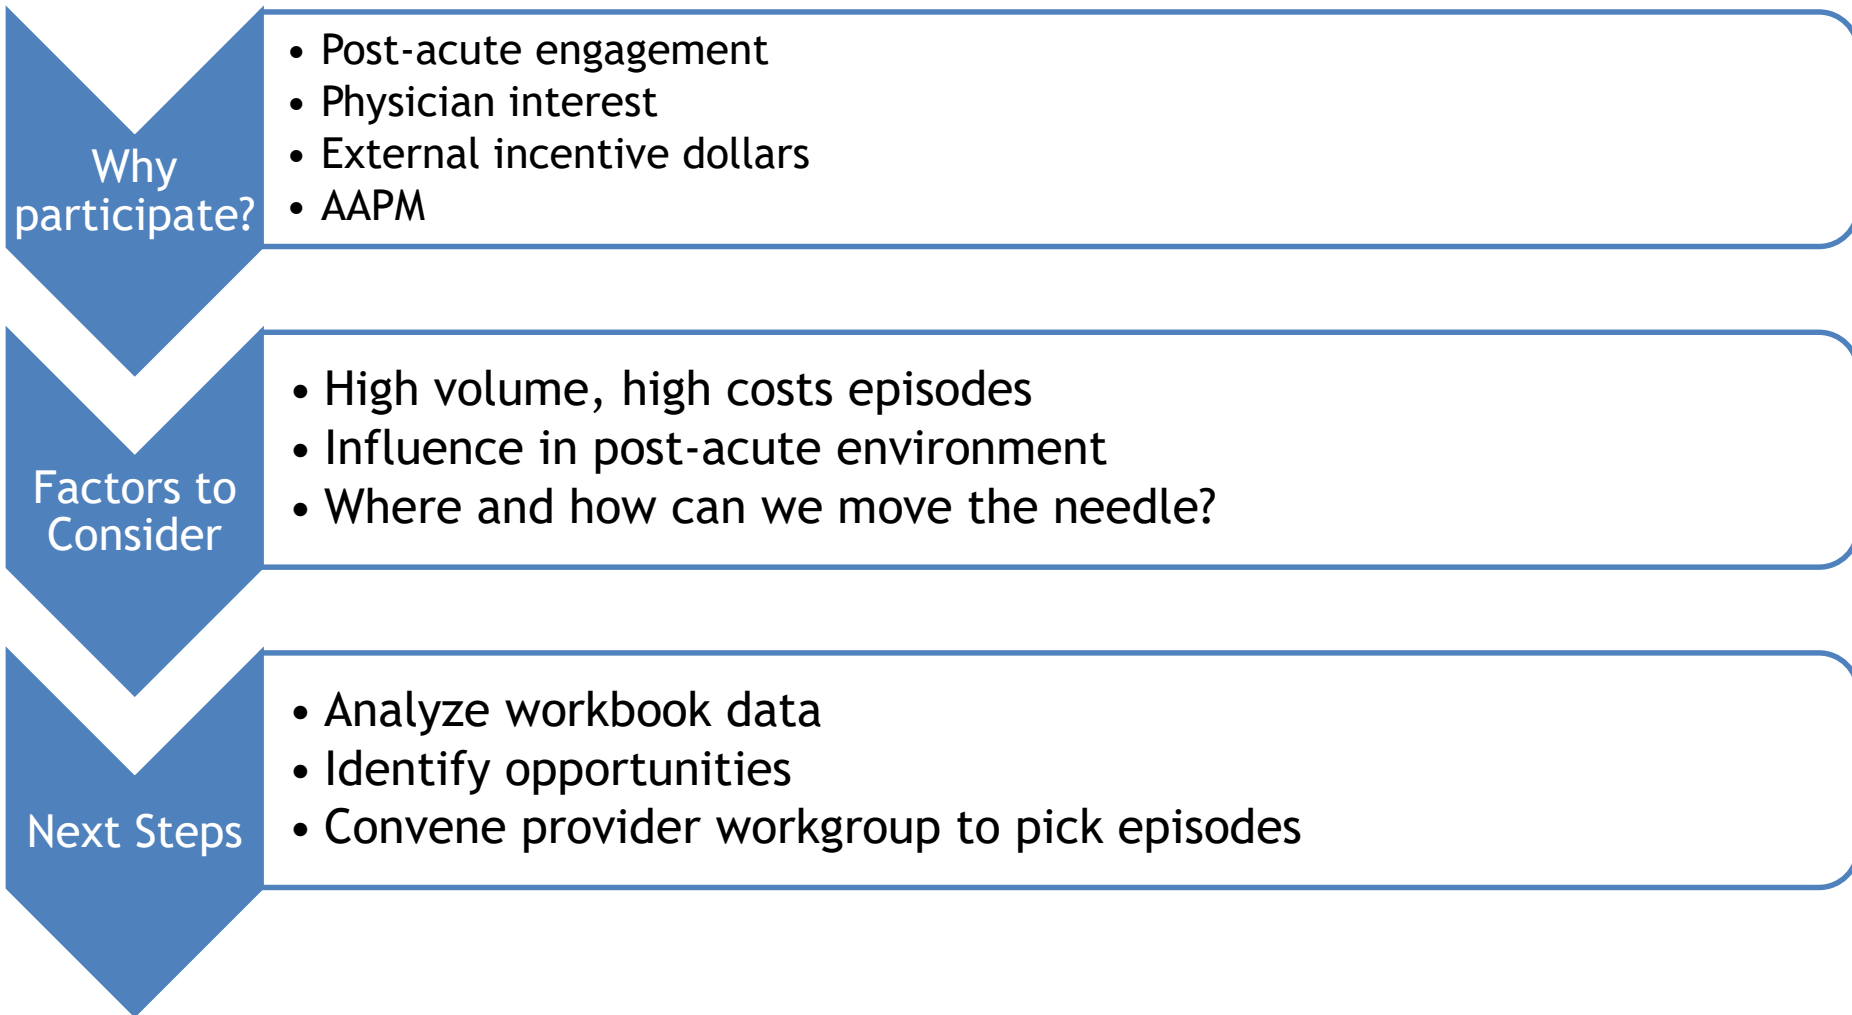 Why
participate?
• Post-acute engagement
• Physician interest
• External incentive dollars
• AAPM
Factors to
Consider
• High volume, high costs episodes
• Influence in post-acute environment
• Where and how can we move the needle?
Next Steps
• Analyze workbook data
• Identify opportunities
• Convene provider workgroup to pick episodes